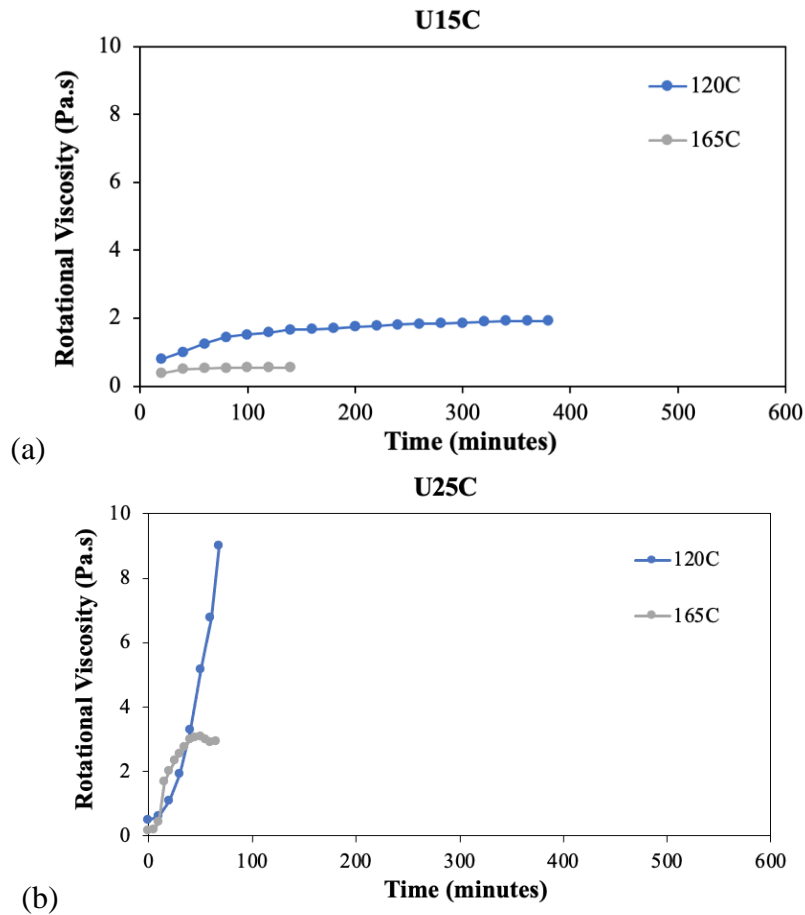 U15C
10
8
6
4
2
0
Rotational Viscosity (Pa.s)
120C
165C
0 100 200 300 400 500 600
Time (minutes)
(a)
U25C
10
8
6
4
2
0
Rotational Viscosity (Pa.s)
120C
165C
0 100 200 300 400 500 600
Time (minutes)
(b)